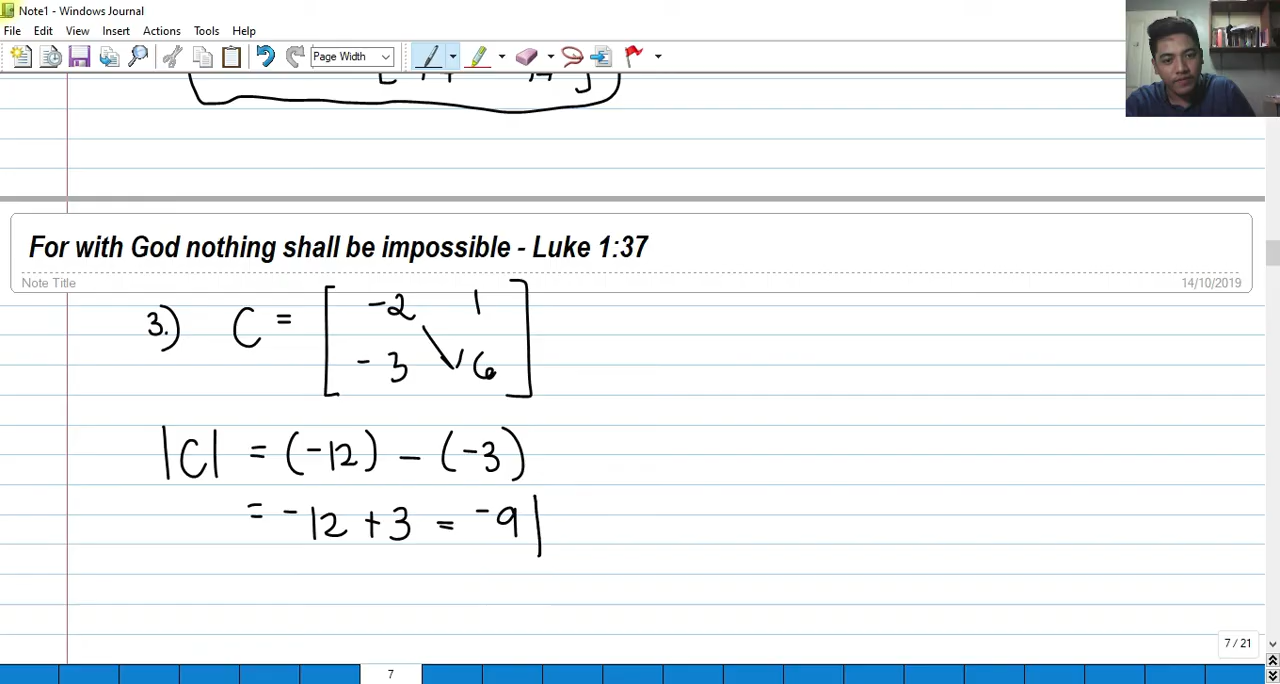 Note1 - Windows Journal
File Edit View Insert Actions Tools Help
Page Width
For with God nothing shall be impossible - Luke 1:37
Note Title
14/10/2019
3.) C = [ -2 1
- 3 6 ]
|C| = (-12) - (-3)
= -12 + 3 = -9
7 / 21
7